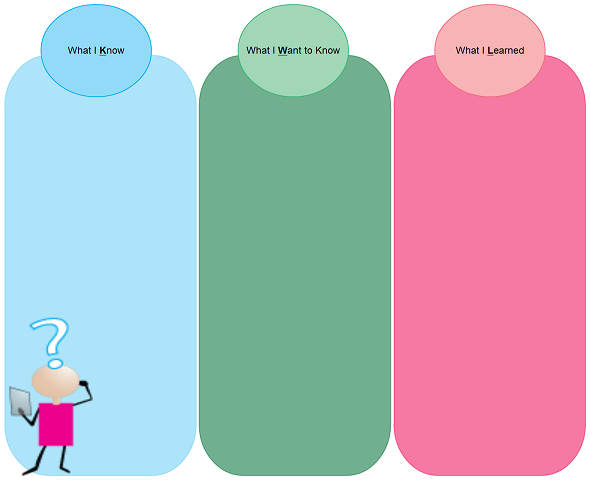 What I Know
What I Want to Know
What I Learned
?